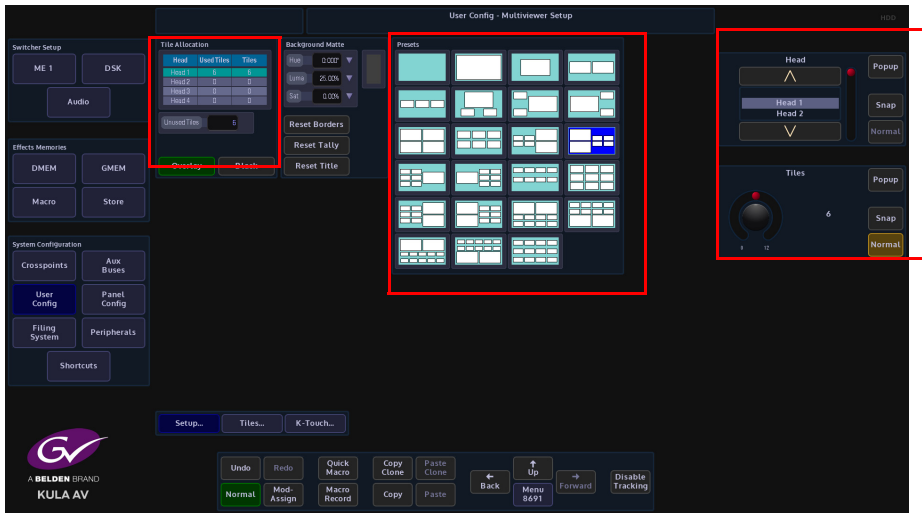 User Config - Multiviewer Setup
HDD
Switcher Setup
ME 1
DSK
Audio
Effects Memories
DMEM
GMEM
Macro
Store
System Configuration
Crosspoints
Aux
Buses
User
Config
Panel
Config
Filing
System
Peripherals
Shortcuts
Tile Allocation
Head Used Tiles Tiles
Head 1 6 6
Head 2 0 0
Head 3 0 0
Head 4 0 0
Unused Tiles 6
Overlay
Black
Background Matte
Hue 0.000°
Luma 25.00%
Sat 0.00%
Reset Borders
Reset Tally
Reset Title
Presets
Head
Head 1
Head 2
Popup
Snap
Normal
Tiles
6
0 12
Popup
Snap
Normal
Setup...
Tiles...
K-Touch...
GV
A BELDEN BRAND
KULA AV
Undo
Redo
Quick
Macro
Copy
Clone
Paste
Clone
Normal
Mod-
Assign
Macro
Record
Copy
Paste
Back
Up
Menu
8691
Forward
Disable
Tracking